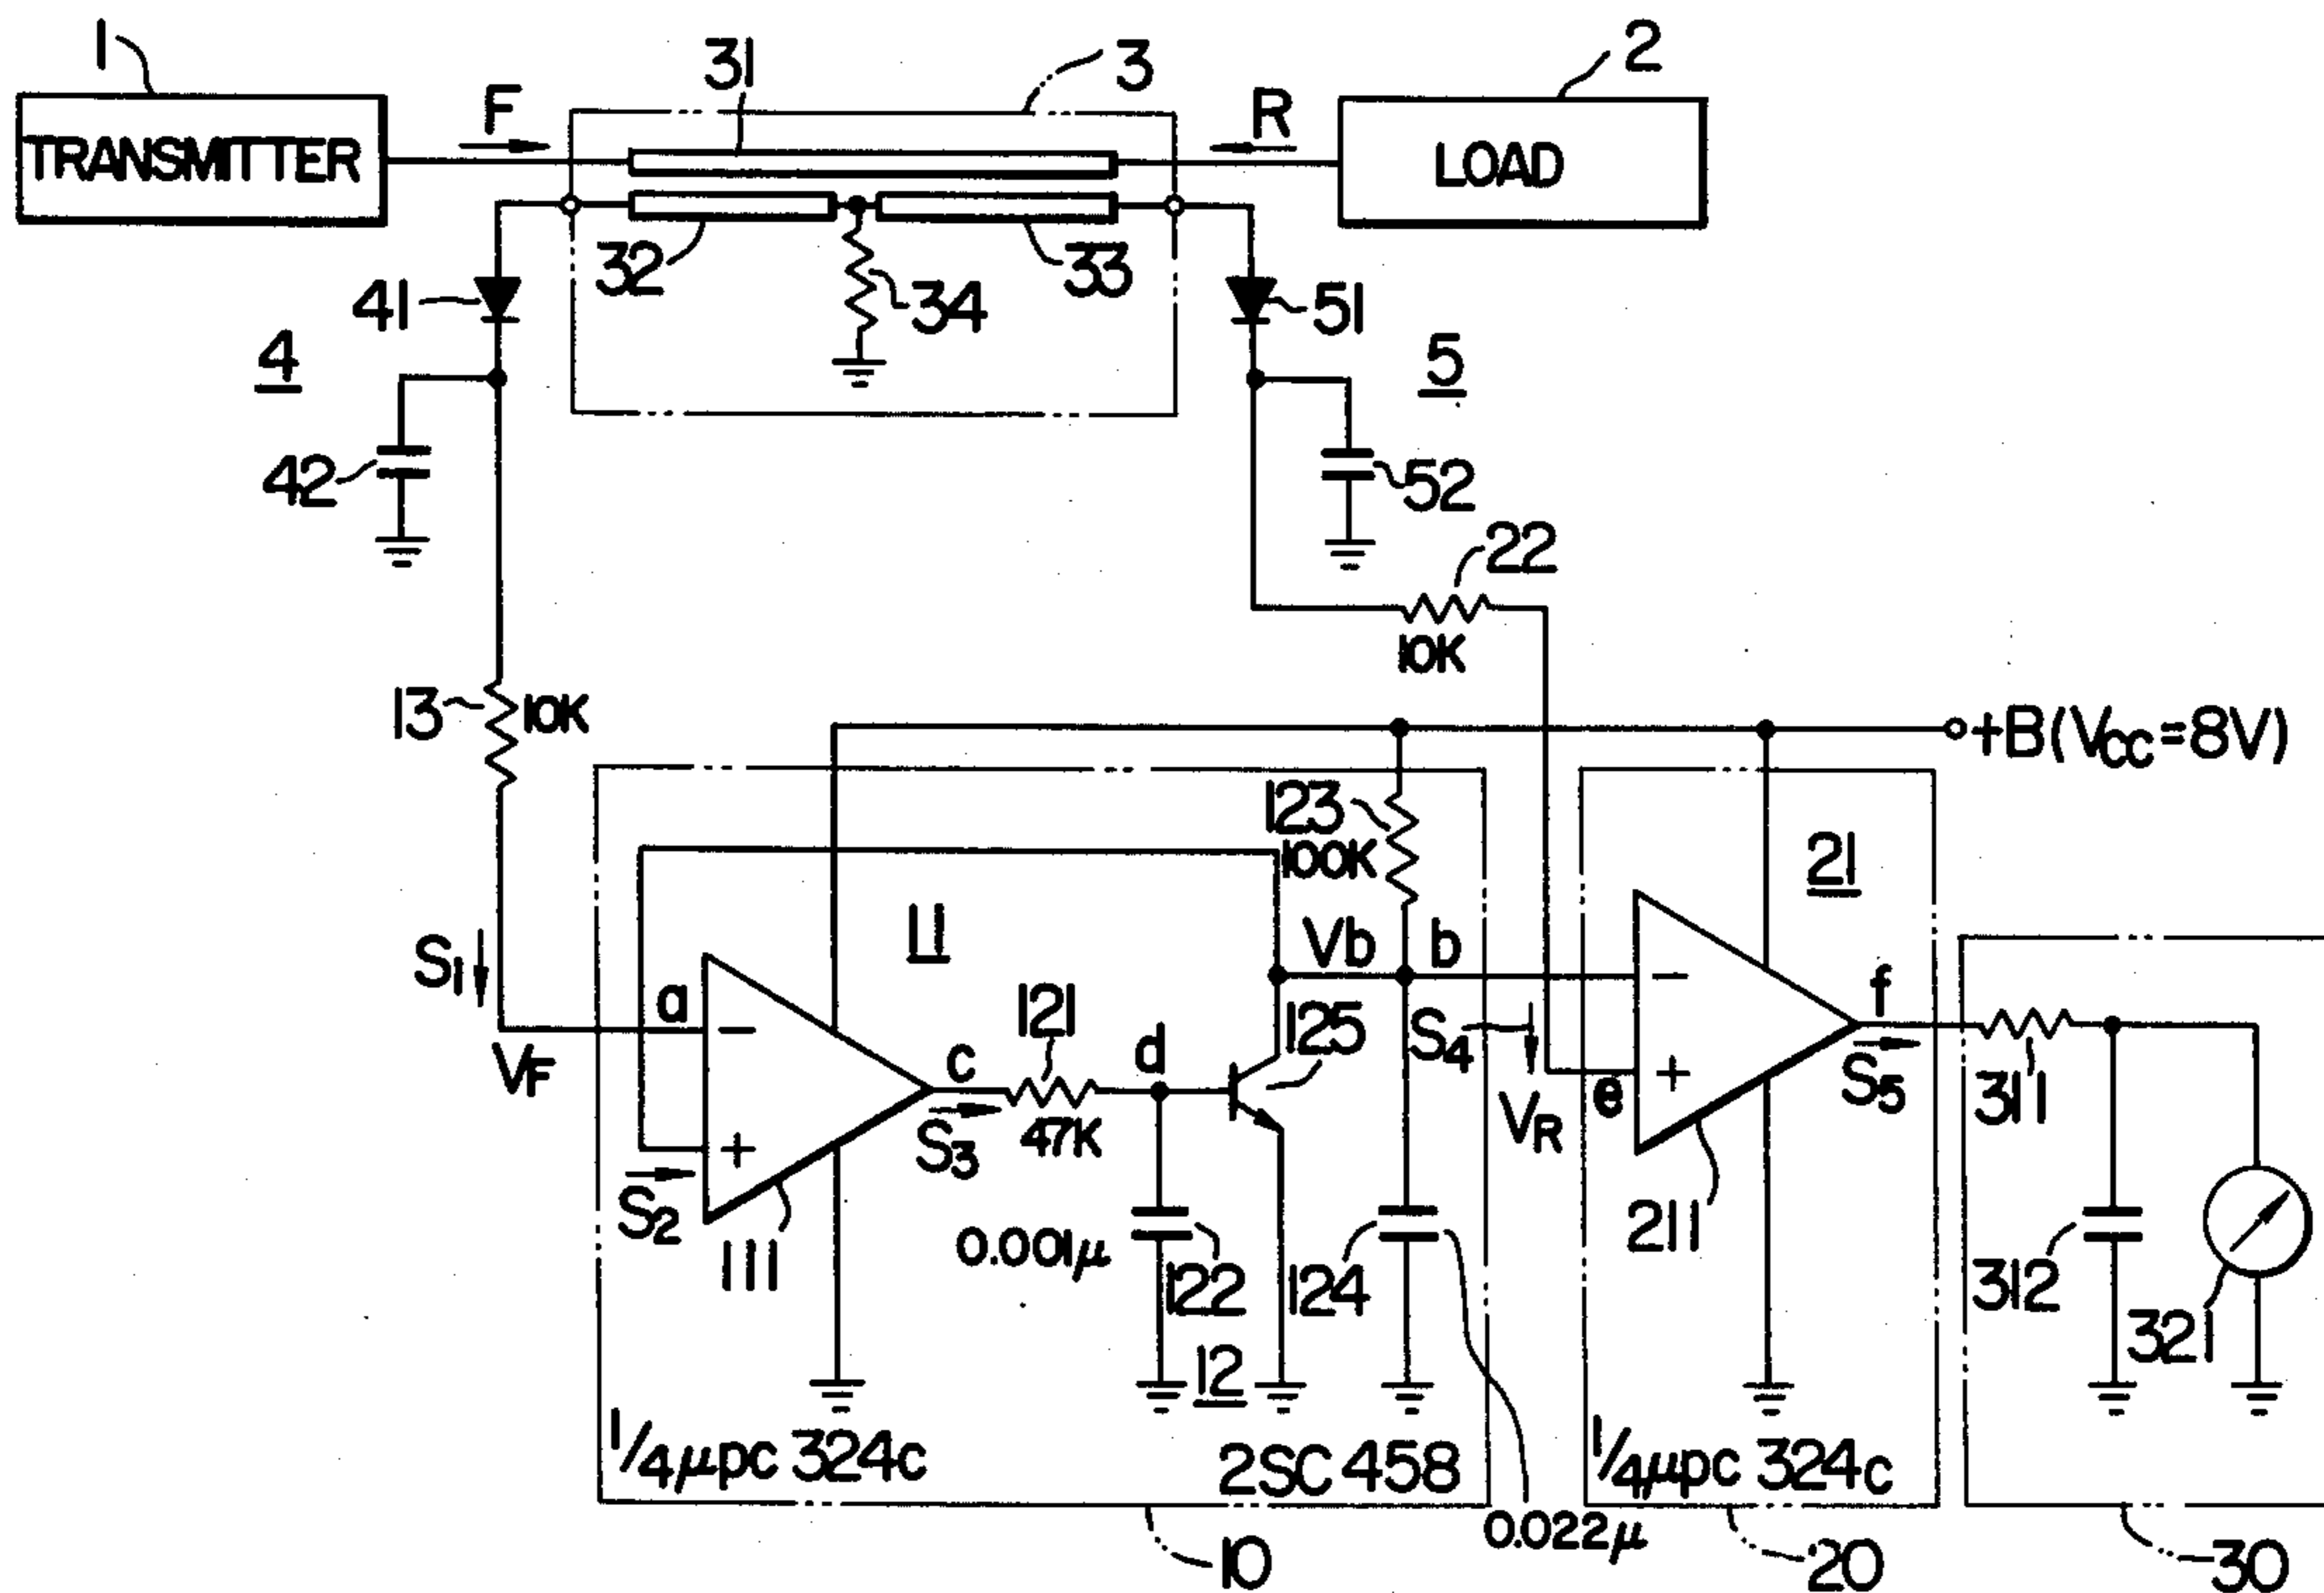 1
31
3
2
F
R
TRANSMITTER
LOAD
32
33
34
41
51
4
5
42
52
22
10K
13
10K
+B(Vcc=8V)
123
100K
21
11
S1
a
Vb
b
f
121
125
S4
VF
c
d
e
S5
311
47K
VR
S3
S2
111
0.001μ
122
124
211
312
321
12
1/4μpc 324c
2SC 458
1/4μpc 324c
0.022μ
10
20
30
−
+
−
+